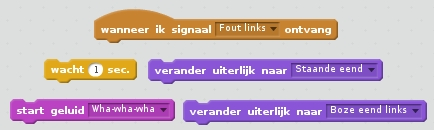 wanneer ik signaal Fout links ontvang
wacht 1 sec. verander uiterlijk naar Staande eend
start geluid Wha-wha-wha verander uiterlijk naar Boze eend links